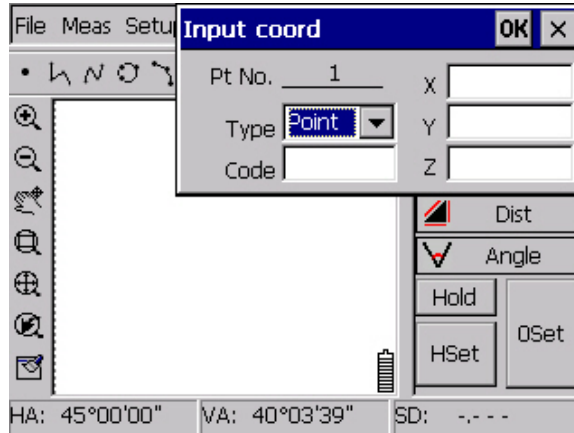 File Meas Setu
Input coord OK
Pt No. 1
Type Point
Code
X
Y
Z
Dist
Angle
Hold
HSet
0Set
HA: 45°00'00" VA: 40°03'39" SD: -.- - -